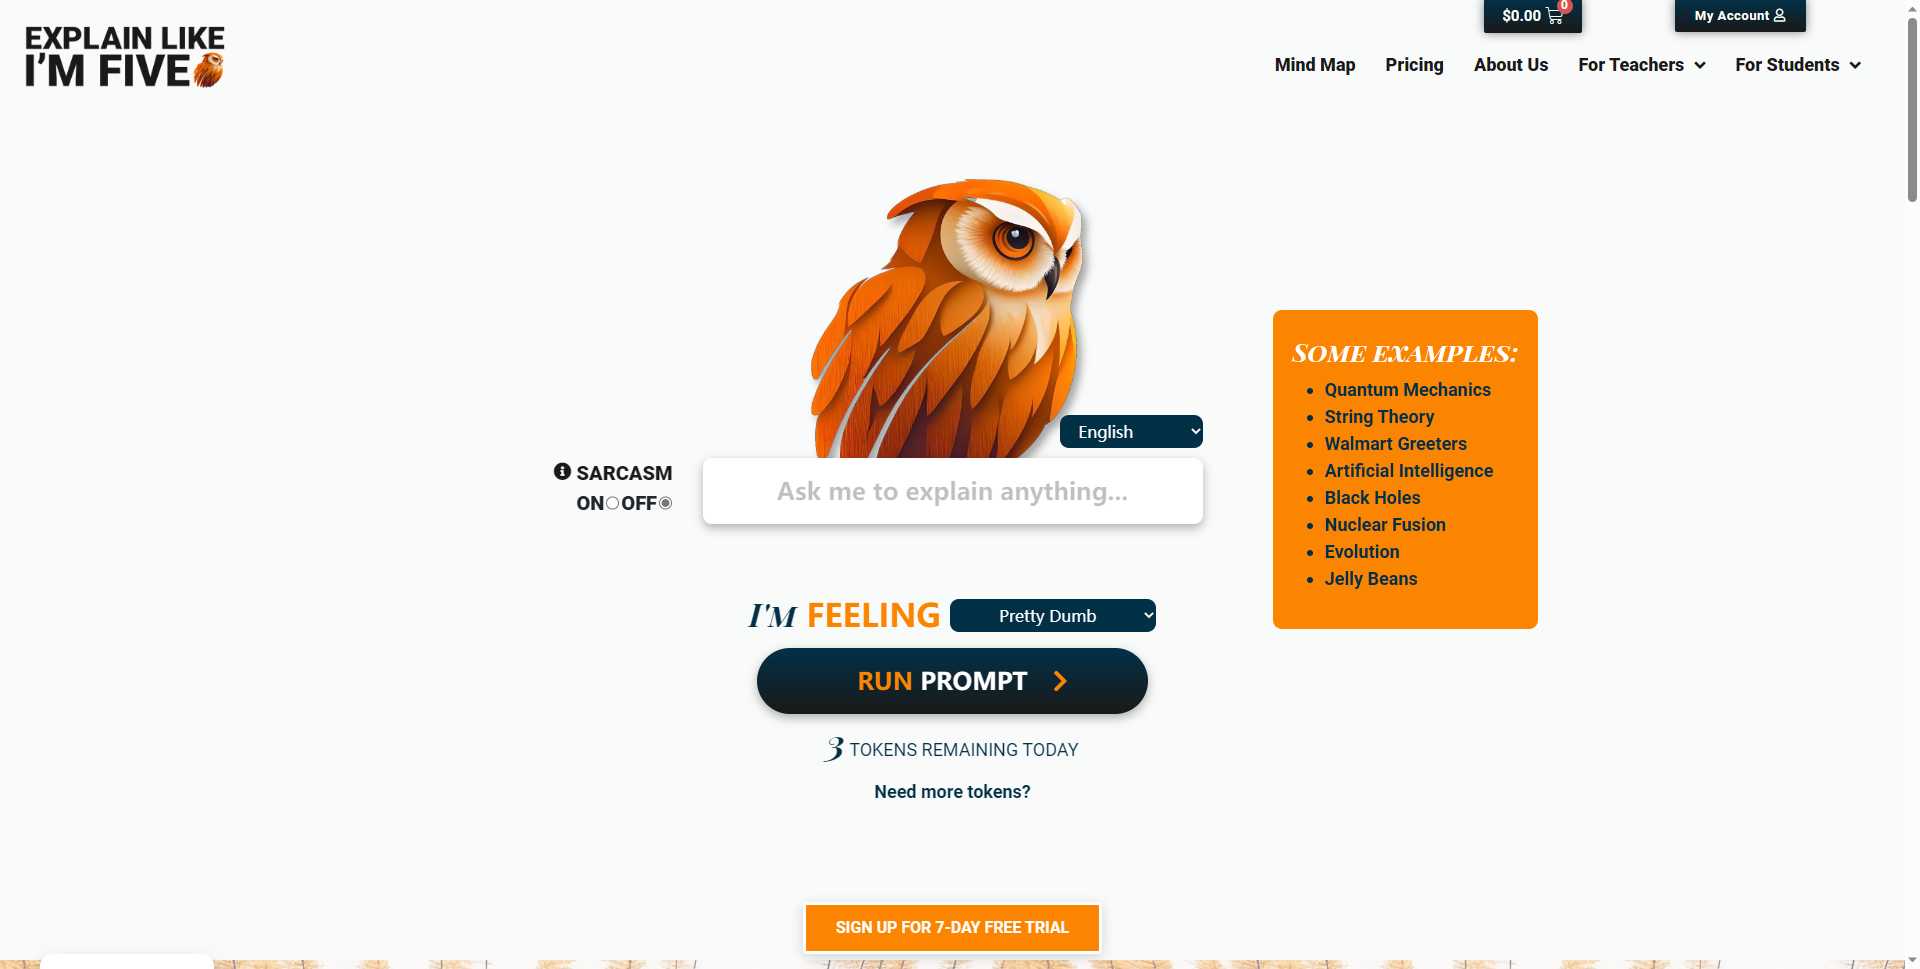 EXPLAIN LIKE
I'M FIVE
$0.00
0
My Account
Mind Map
Pricing
About Us
For Teachers
For Students
English
SARCASM
ON OFF
Ask me to explain anything...
SOME EXAMPLES:
Quantum Mechanics
String Theory
Walmart Greeters
Artificial Intelligence
Black Holes
Nuclear Fusion
Evolution
Jelly Beans
I'M FEELING
Pretty Dumb
RUN PROMPT
3 TOKENS REMAINING TODAY
Need more tokens?
SIGN UP FOR 7-DAY FREE TRIAL